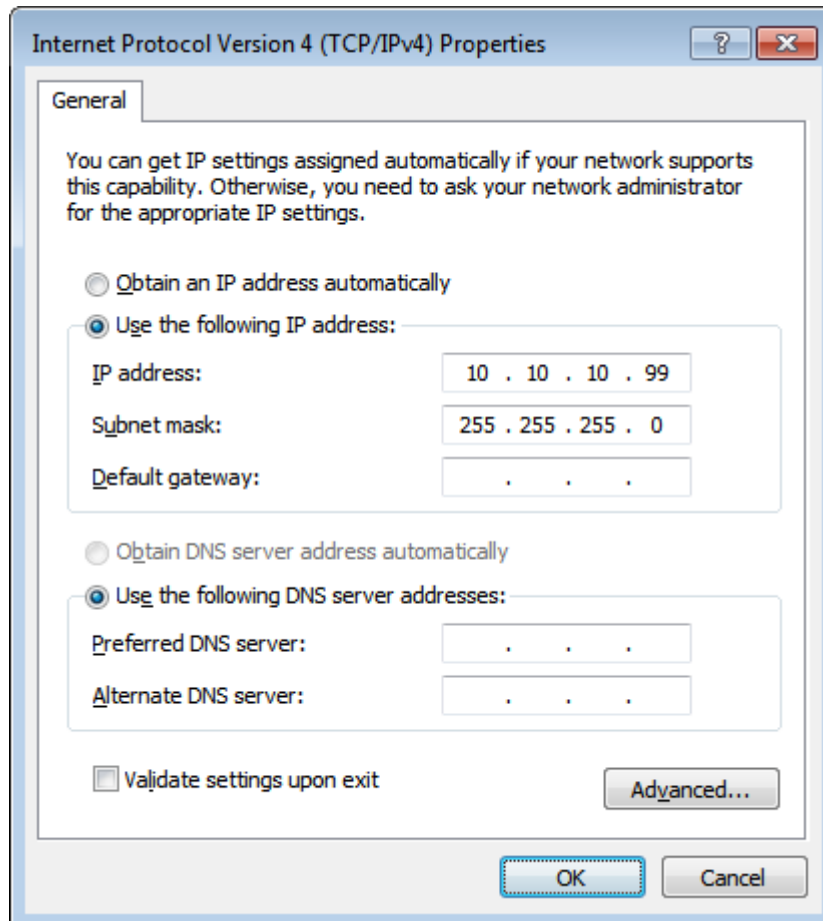 Internet Protocol Version 4 (TCP/IPv4) Properties
?
General
You can get IP settings assigned automatically if your network supports
this capability. Otherwise, you need to ask your network administrator
for the appropriate IP settings.
Obtain an IP address automatically
Use the following IP address:
IP address: 10 . 10 . 10 . 99
Subnet mask: 255 . 255 . 255 . 0
Default gateway: . . .
Obtain DNS server address automatically
Use the following DNS server addresses:
Preferred DNS server: . . .
Alternate DNS server: . . .
Validate settings upon exit
Advanced...
OK Cancel